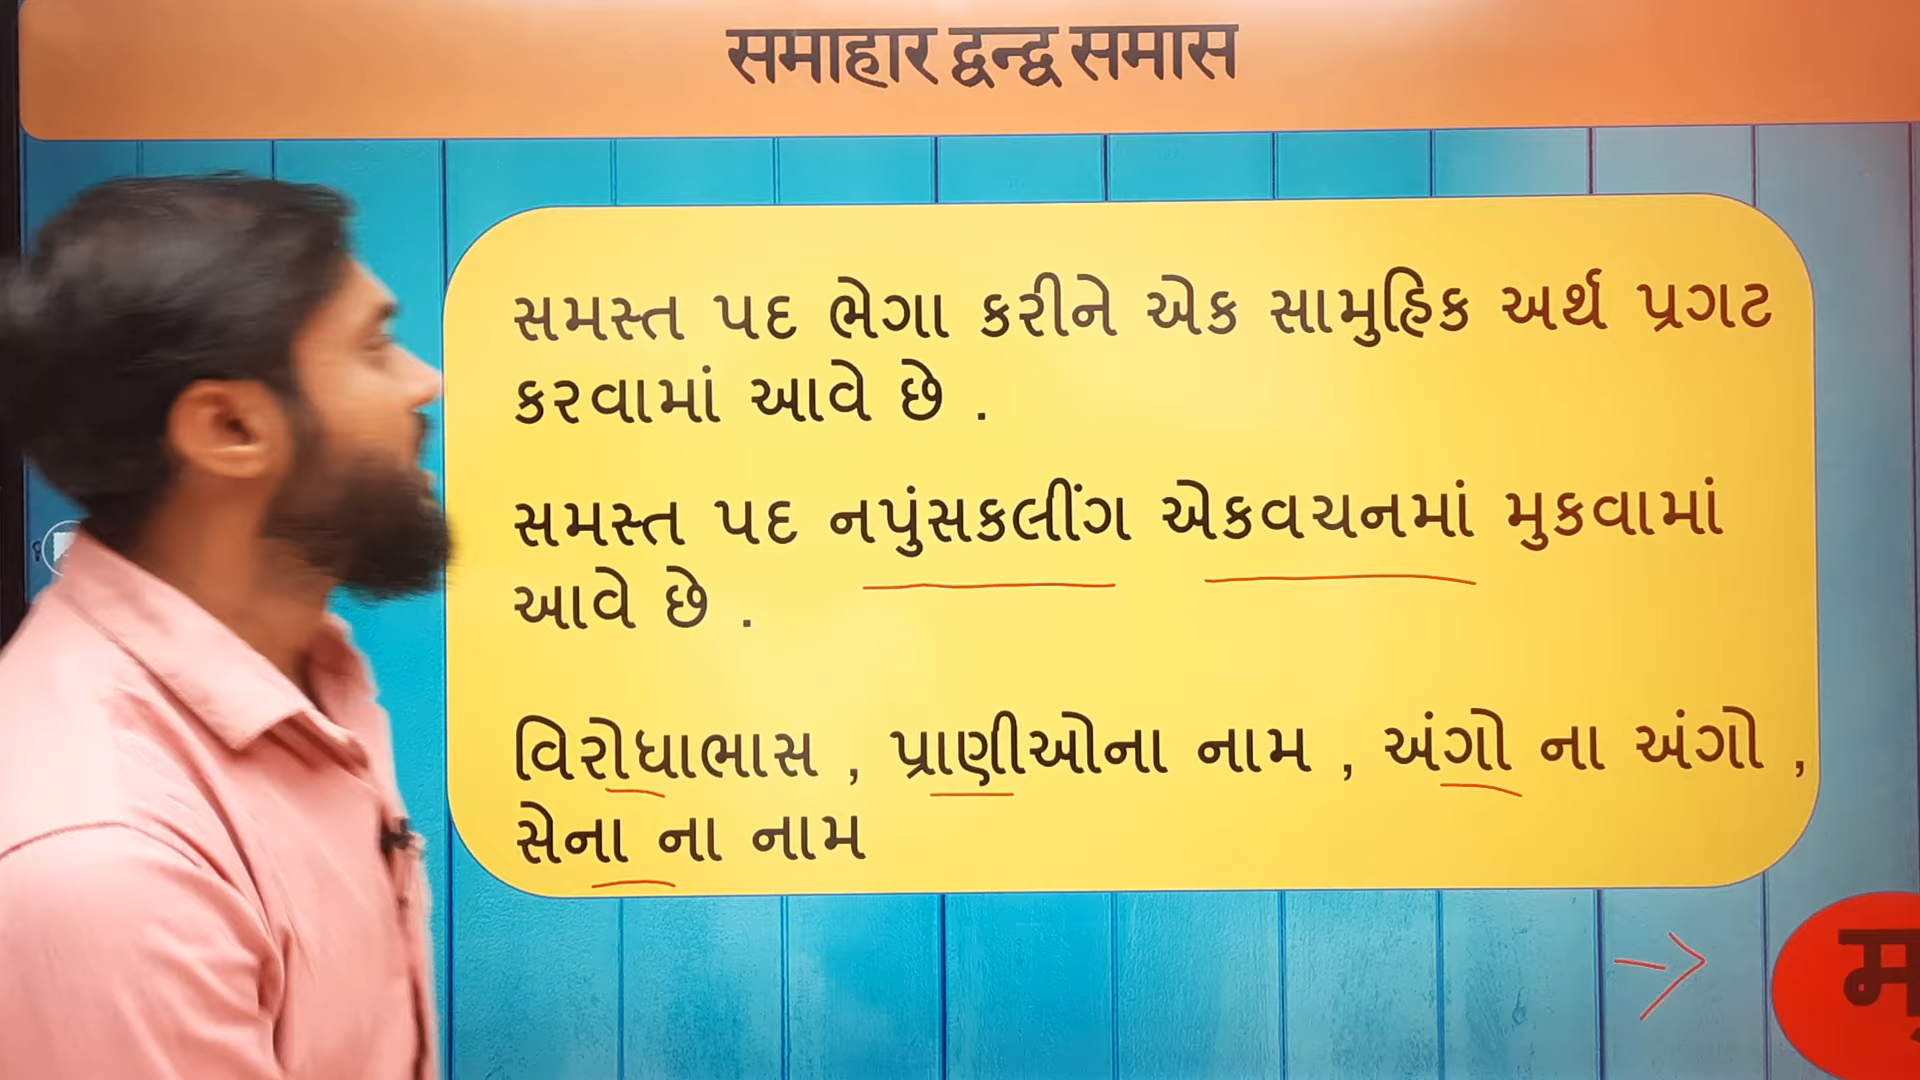 समाहार द्वन्द्व समास
સમસ્ત પદ ભેગા કરીને એક સામુહિક અર્થ પ્રગટ
કરવામાં આવે છે .
સમસ્ત પદ નપુંસકલીંગ એકવચનમાં મુકવામાં
આવે છે .
વિરોધાભાસ , પ્રાણીઓના નામ , અંગો ના અંગો ,
સેના ના નામ